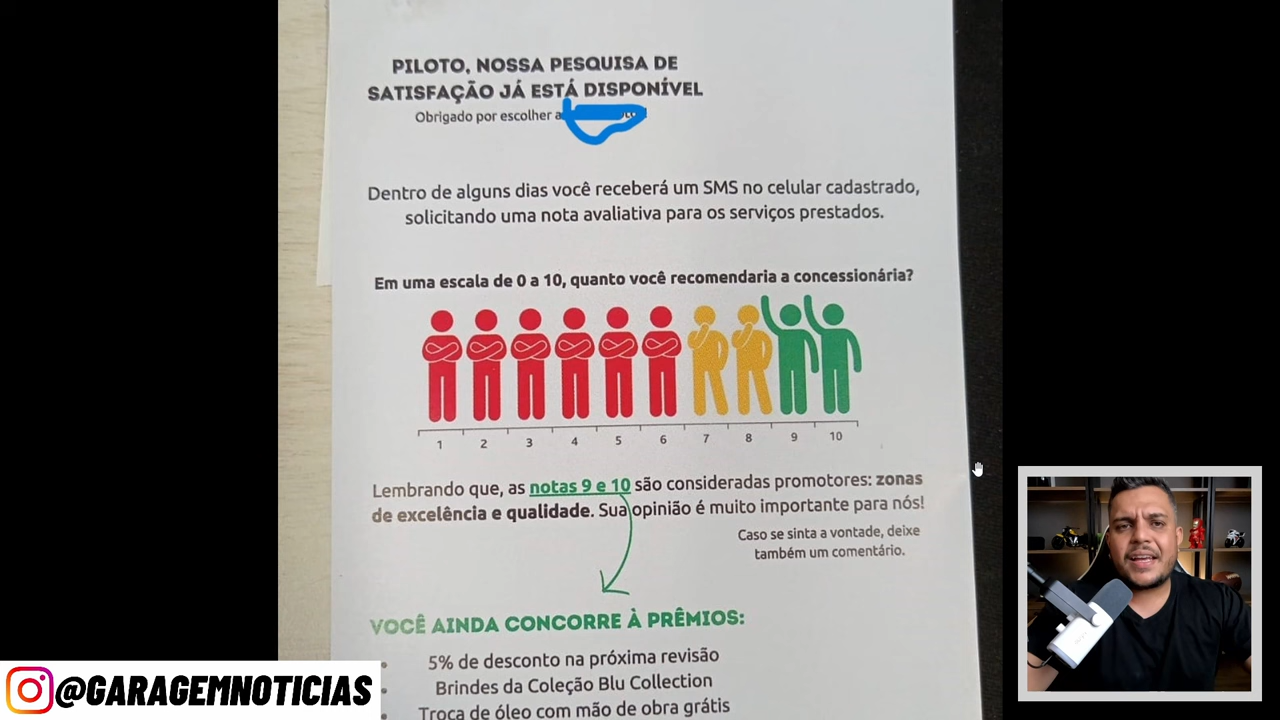 PILOTO, NOSSA PESQUISA DE
SATISFAÇÃO JÁ ESTÁ DISPONÍVEL
Obrigado por escolher a
Dentro de alguns dias você receberá um SMS no celular cadastrado,
solicitando uma nota avaliativa para os serviços prestados.
Em uma escala de 0 a 10, quanto você recomendaria a concessionária?
1 2 3 4 5 6 7 8 9 10
Lembrando que, as notas 9 e 10 são consideradas promotores: zonas
de excelência e qualidade. Sua opinião é muito importante para nós!
Caso se sinta a vontade, deixe
também um comentário.
VOCÊ AINDA CONCORRE À PRÊMIOS:
5% de desconto na próxima revisão
Brindes da Coleção Blu Collection
Troca de óleo com mão de obra grátis
@GARAGEMNOTICIAS